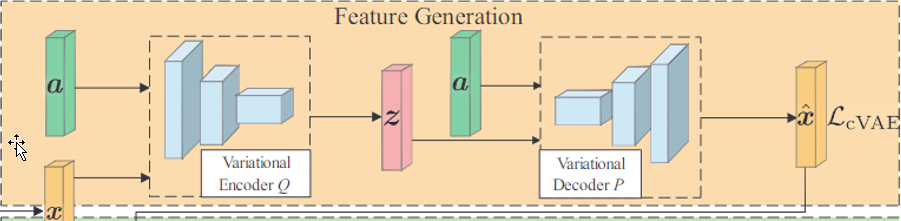 Feature Generation
a
a
z
x̂ ℒcVAE
Variational
Encoder Q
Variational
Decoder P
x